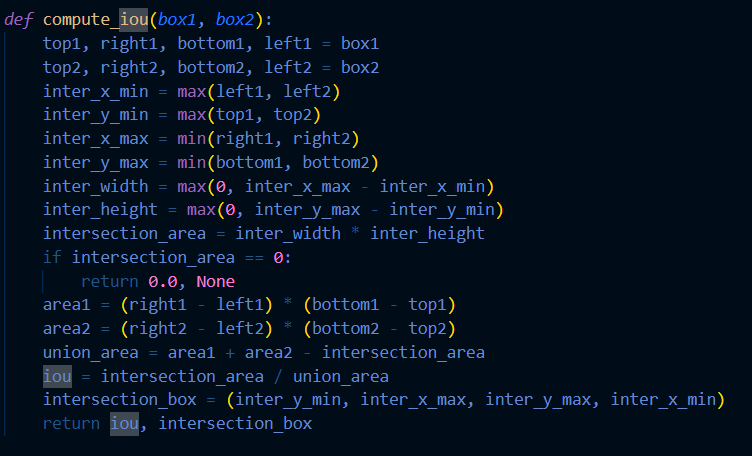 def compute_iou(box1, box2):
    top1, right1, bottom1, left1 = box1
    top2, right2, bottom2, left2 = box2
    inter_x_min = max(left1, left2)
    inter_y_min = max(top1, top2)
    inter_x_max = min(right1, right2)
    inter_y_max = min(bottom1, bottom2)
    inter_width = max(0, inter_x_max - inter_x_min)
    inter_height = max(0, inter_y_max - inter_y_min)
    intersection_area = inter_width * inter_height
    if intersection_area == 0:
        return 0.0, None
    area1 = (right1 - left1) * (bottom1 - top1)
    area2 = (right2 - left2) * (bottom2 - top2)
    union_area = area1 + area2 - intersection_area
    iou = intersection_area / union_area
    intersection_box = (inter_y_min, inter_x_max, inter_y_max, inter_x_min)
    return iou, intersection_box